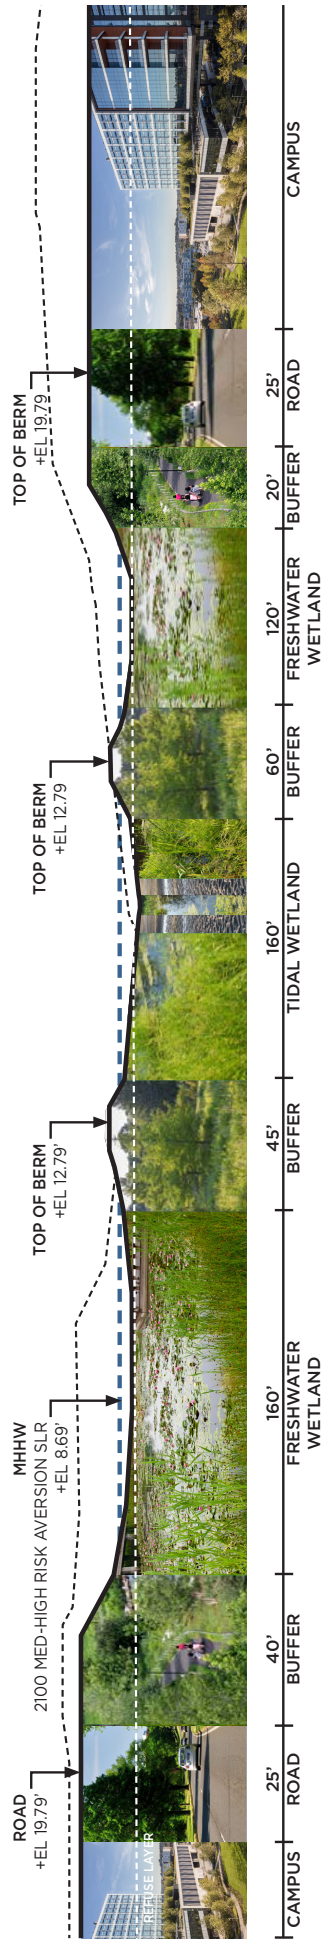 ROAD
+EL 19.79'
MHHW
2100 MED-HIGH RISK AVERSION SLR
+EL 8.69'
TOP OF BERM
+EL 12.79'
TOP OF BERM
+EL 12.79
TOP OF BERM
+EL 19.79
REFUSE LAYER
CAMPUS
25'
ROAD
40'
BUFFER
160'
FRESHWATER
WETLAND
45'
BUFFER
160'
TIDAL WETLAND
60'
BUFFER
120'
FRESHWATER
WETLAND
20'
BUFFER
25'
ROAD
CAMPUS